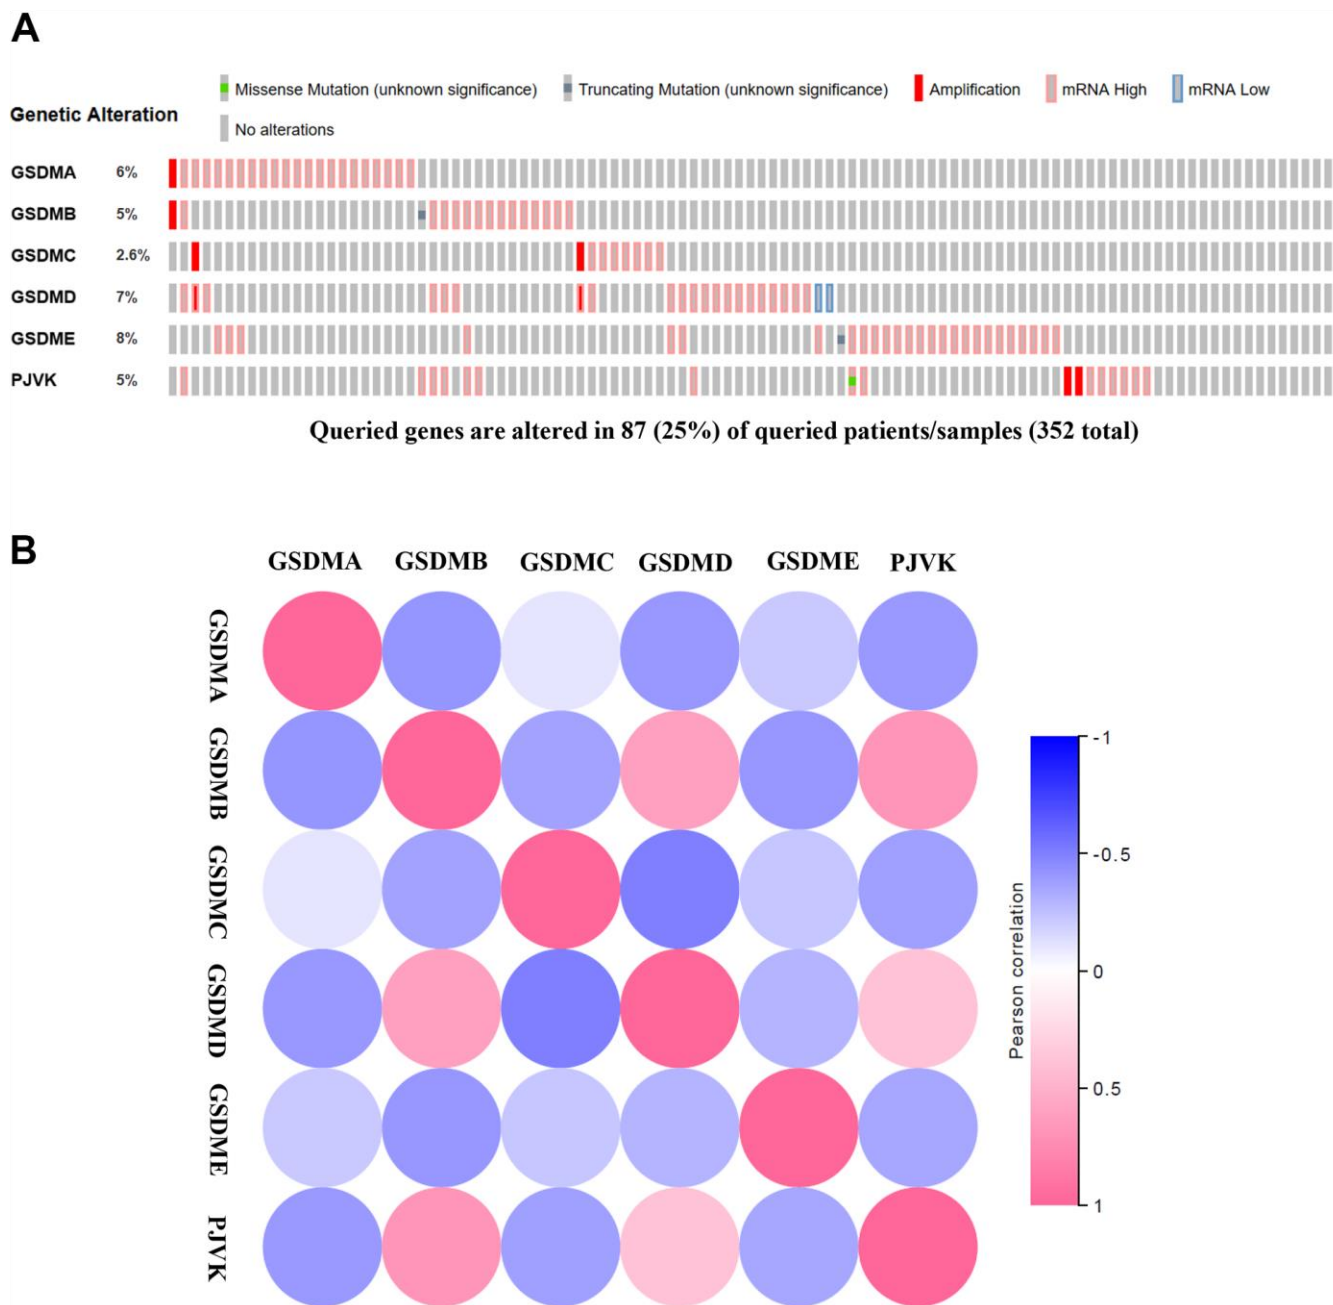 A
Missense Mutation (unknown significance)
Truncating Mutation (unknown significance)
Amplification
mRNA High
mRNA Low
Genetic Alteration
No alterations
GSDMA 6%
GSDMB 5%
GSDMC 2.6%
GSDMD 7%
GSDME 8%
PJVK 5%
Queried genes are altered in 87 (25%) of queried patients/samples (352 total)
B
GSDMA GSDMB GSDMC GSDMD GSDME PJVK
GSDMA
GSDMB
GSDMC
GSDMD
GSDME
PJVK
Pearson correlation
-1
-0.5
0
0.5
1